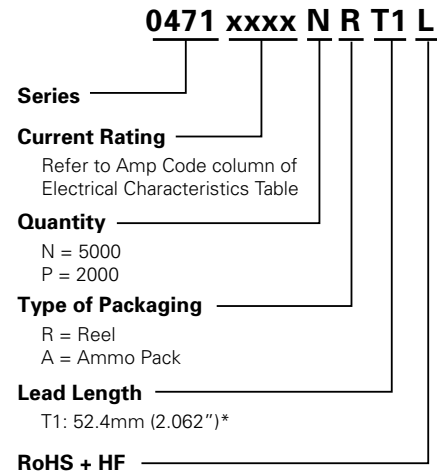 0471 xxxx N R T1 L
Series
Current Rating
Refer to Amp Code column of
Electrical Characteristics Table
Quantity
N = 5000
P = 2000
Type of Packaging
R = Reel
A = Ammo Pack
Lead Length
T1: 52.4mm (2.062”)*
RoHS + HF